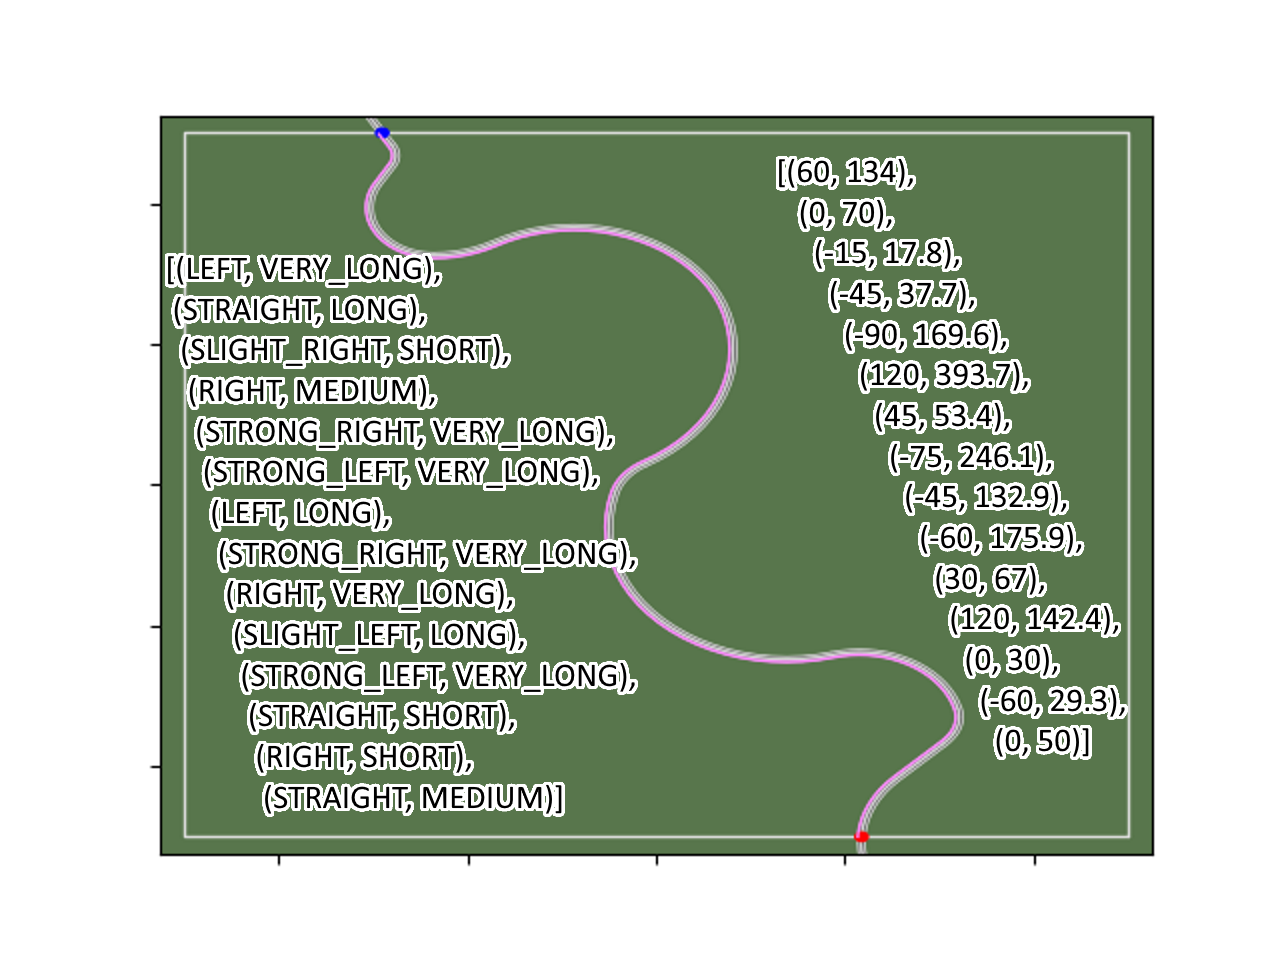 [(LEFT, VERY_LONG),
(STRAIGHT, LONG),
(SLIGHT_RIGHT, SHORT),
(RIGHT, MEDIUM),
(STRONG_RIGHT, VERY_LONG),
(STRONG_LEFT, VERY_LONG),
(LEFT, LONG),
(STRONG_RIGHT, VERY_LONG),
(RIGHT, VERY_LONG),
(SLIGHT_LEFT, LONG),
(STRONG_LEFT, VERY_LONG),
(STRAIGHT, SHORT),
(RIGHT, SHORT),
(STRAIGHT, MEDIUM)]
[(60, 134),
(0, 70),
(-15, 17.8),
(-45, 37.7),
(-90, 169.6),
(120, 393.7),
(45, 53.4),
(-75, 246.1),
(-45, 132.9),
(-60, 175.9),
(30, 67),
(120, 142.4),
(0, 30),
(-60, 29.3),
(0, 50)]